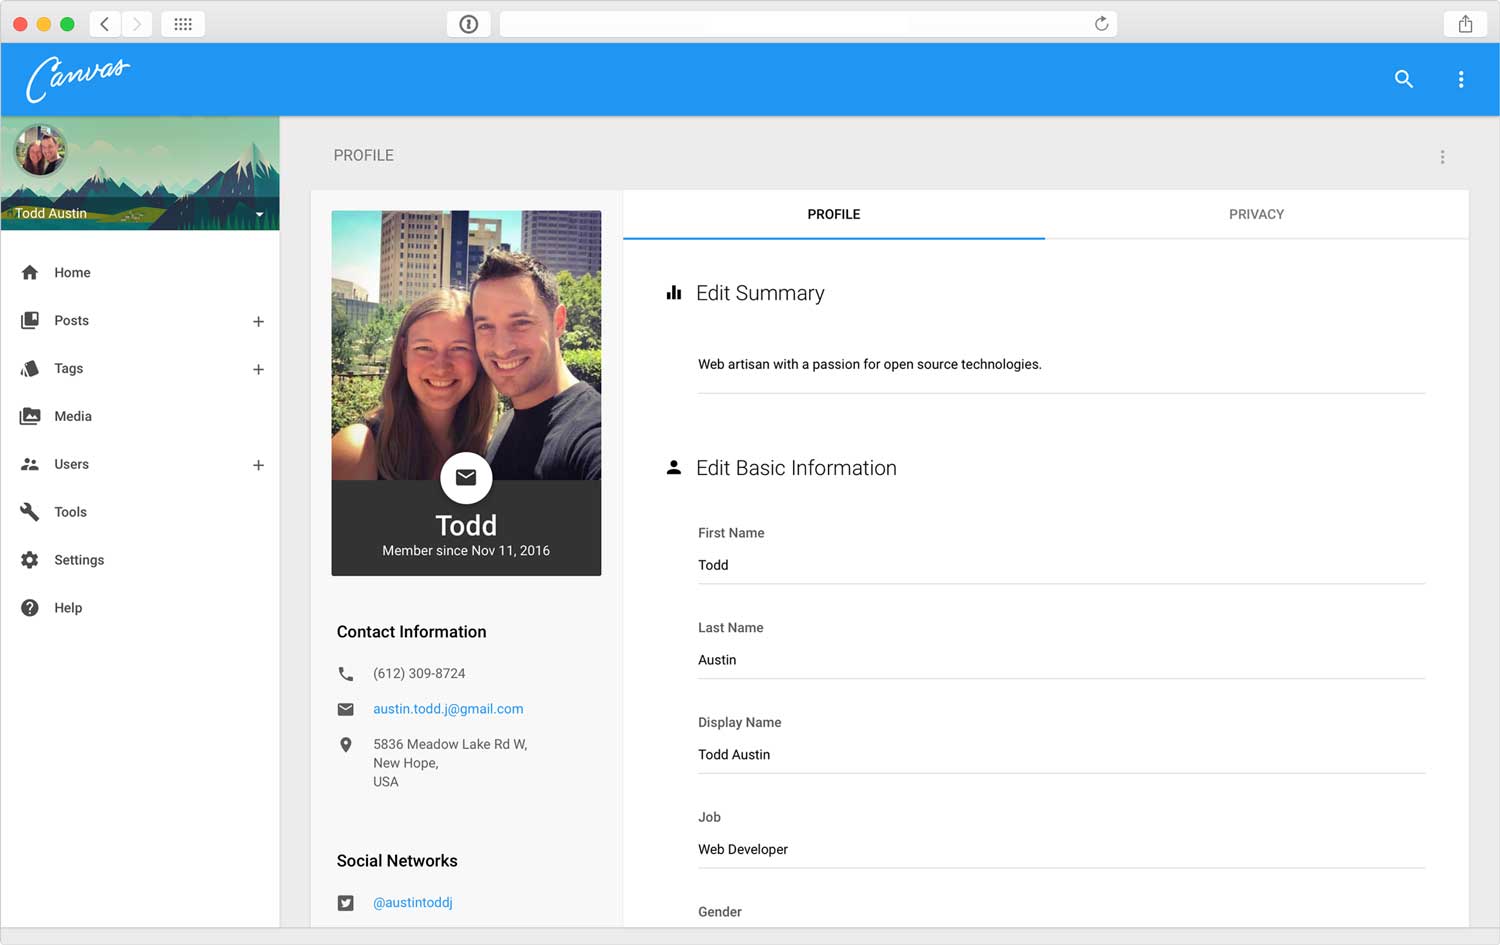 Canvas
Todd Austin
Home
Posts
Tags
Media
Users
Tools
Settings
Help
PROFILE
Todd
Member since Nov 11, 2016
Contact Information
(612) 309-8724
austin.todd.j@gmail.com
5836 Meadow Lake Rd W,
New Hope,
USA
Social Networks
@austintoddj
PROFILE
PRIVACY
Edit Summary
Web artisan with a passion for open source technologies.
Edit Basic Information
First Name
Todd
Last Name
Austin
Display Name
Todd Austin
Job
Web Developer
Gender